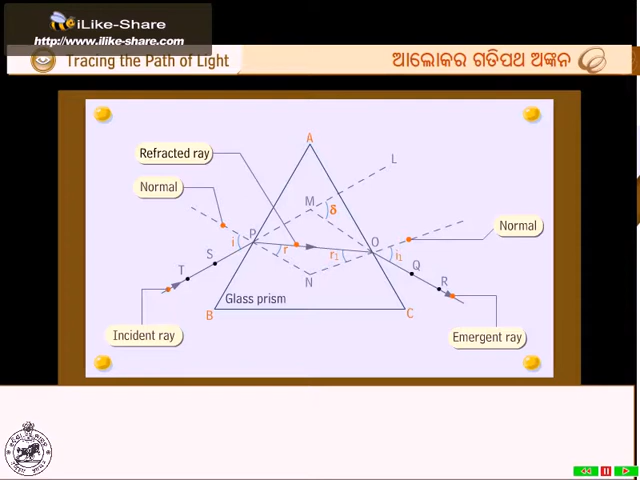 iLike-Share
http://www.ilike-share.com
Tracing the Path of Light
ଆଲୋକର ଗତିପଥ ଅଙ୍କନ
A
L
Refracted ray
Normal
M
δ
Normal
i
P
O
S
r
r1
i1
T
Q
N
R
Glass prism
B
C
Incident ray
Emergent ray